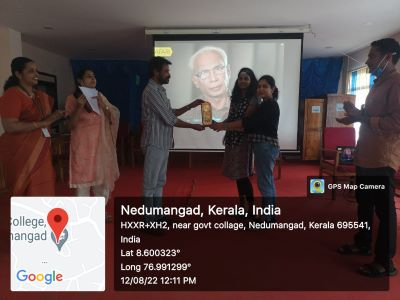 GPS Map Camera
College,
mangad
Google
Nedumangad, Kerala, India
HXXR+XH2, near govt collage, Nedumangad, Kerala 695541,
India
Lat 8.600323°
Long 76.991299°
12/08/22 12:11 PM